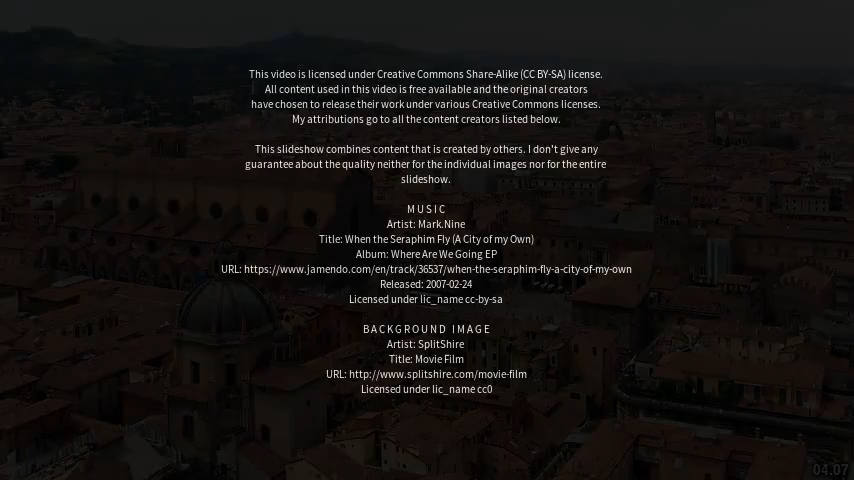 This video is licensed under Creative Commons Share-Alike (CC BY-SA) license.
All content used in this video is free available and the original creators
have chosen to release their work under various Creative Commons licenses.
My attributions go to all the content creators listed below.
This slideshow combines content that is created by others. I don't give any
guarantee about the quality neither for the individual images nor for the entire
slideshow.
MUSIC
Artist: Mark.Nine
Title: When the Seraphim Fly (A City of my Own)
Album: Where Are We Going EP
URL: https://www.jamendo.com/en/track/36537/when-the-seraphim-fly-a-city-of-my-own
Released: 2007-02-24
Licensed under lic_name cc-by-sa
BACKGROUND IMAGE
Artist: SplitShire
Title: Movie Film
URL: http://www.splitshire.com/movie-film
Licensed under lic_name cc0
04.07